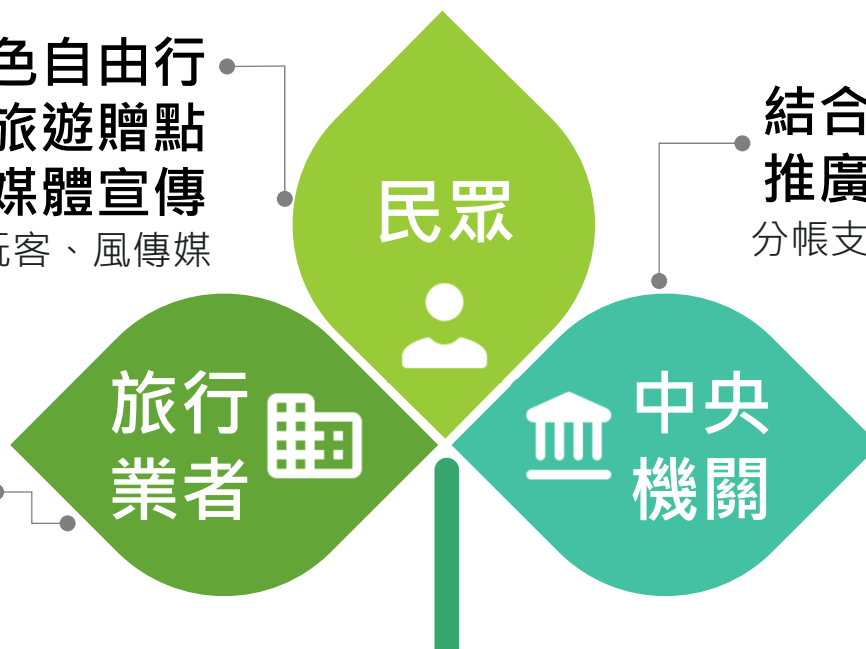 色自由行
旅遊贈點
媒體宣傳
玩客、風傳媒
結合
推廣
分帳支
民眾
旅行
業者
中央
機關